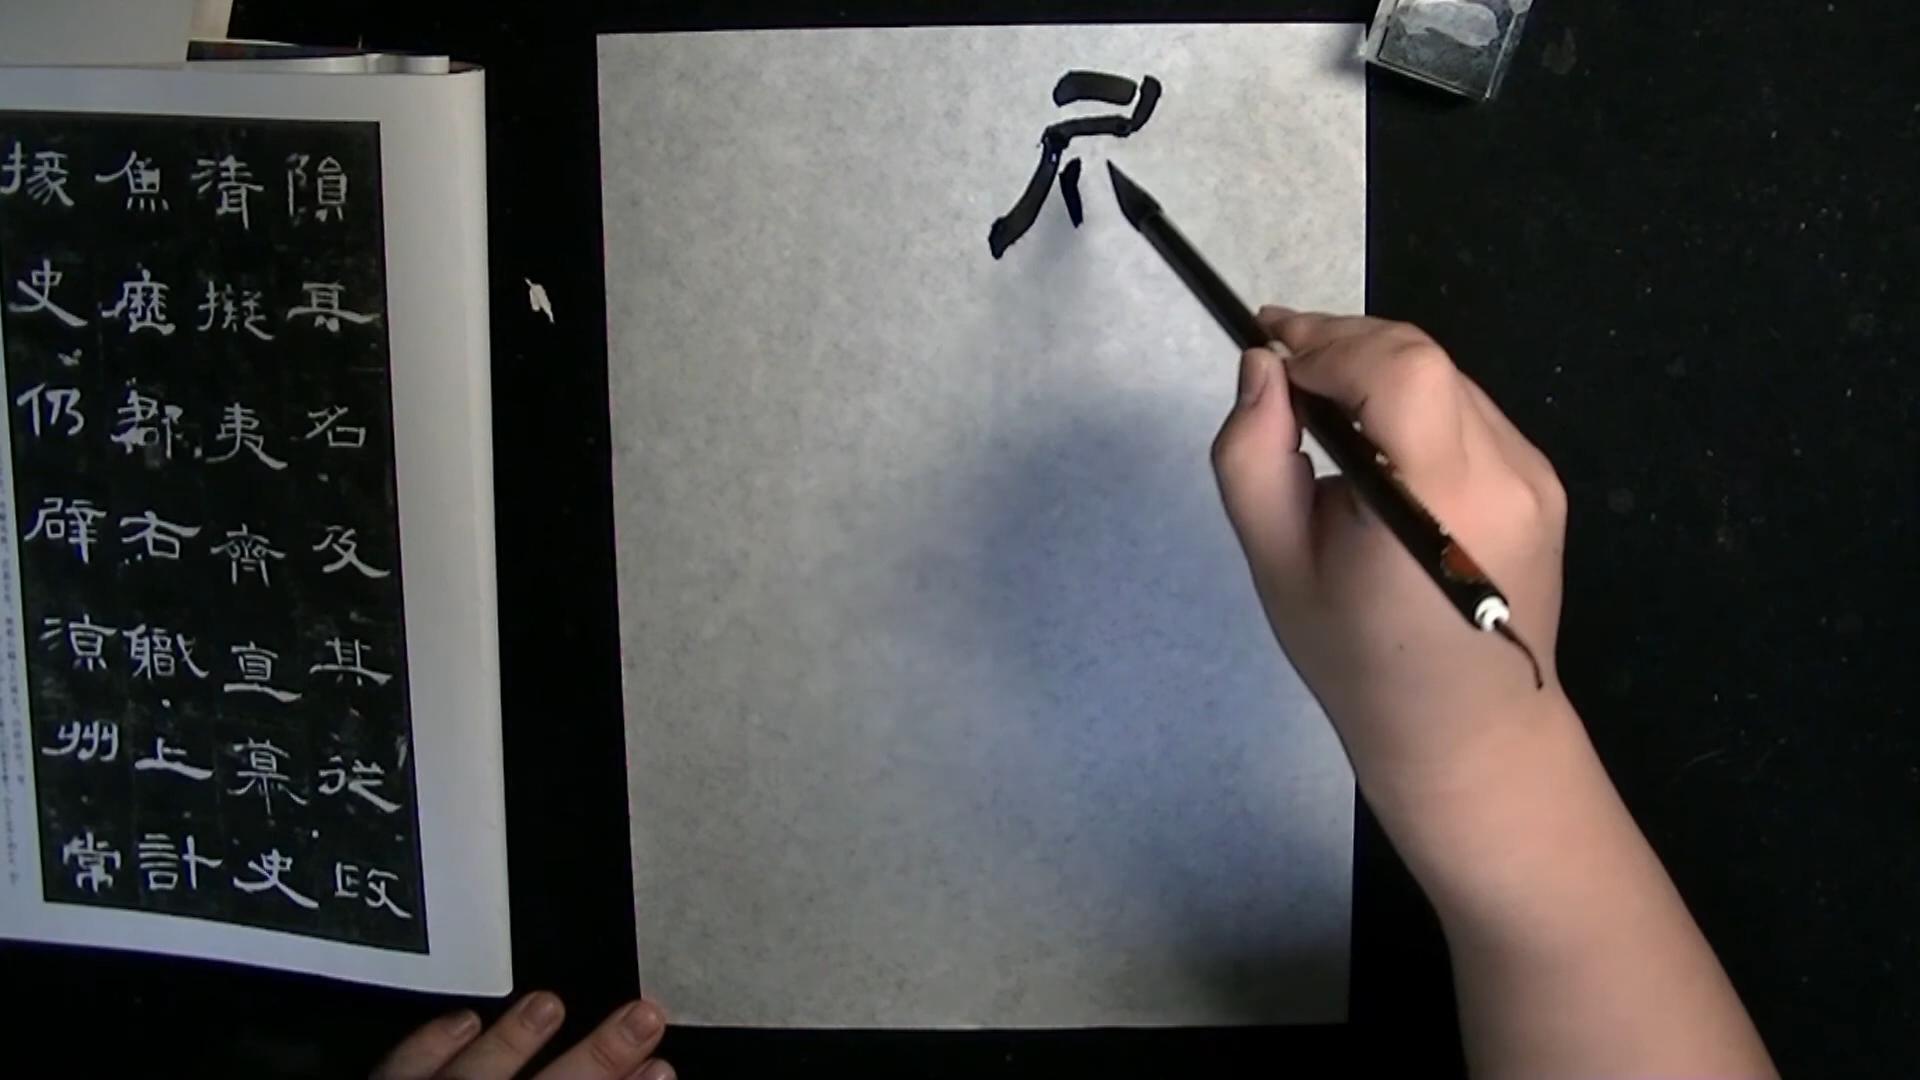 隕其名及其從政
清擬夷齊直慕史
魚歷郡右職上計
掾史仍辟涼州常